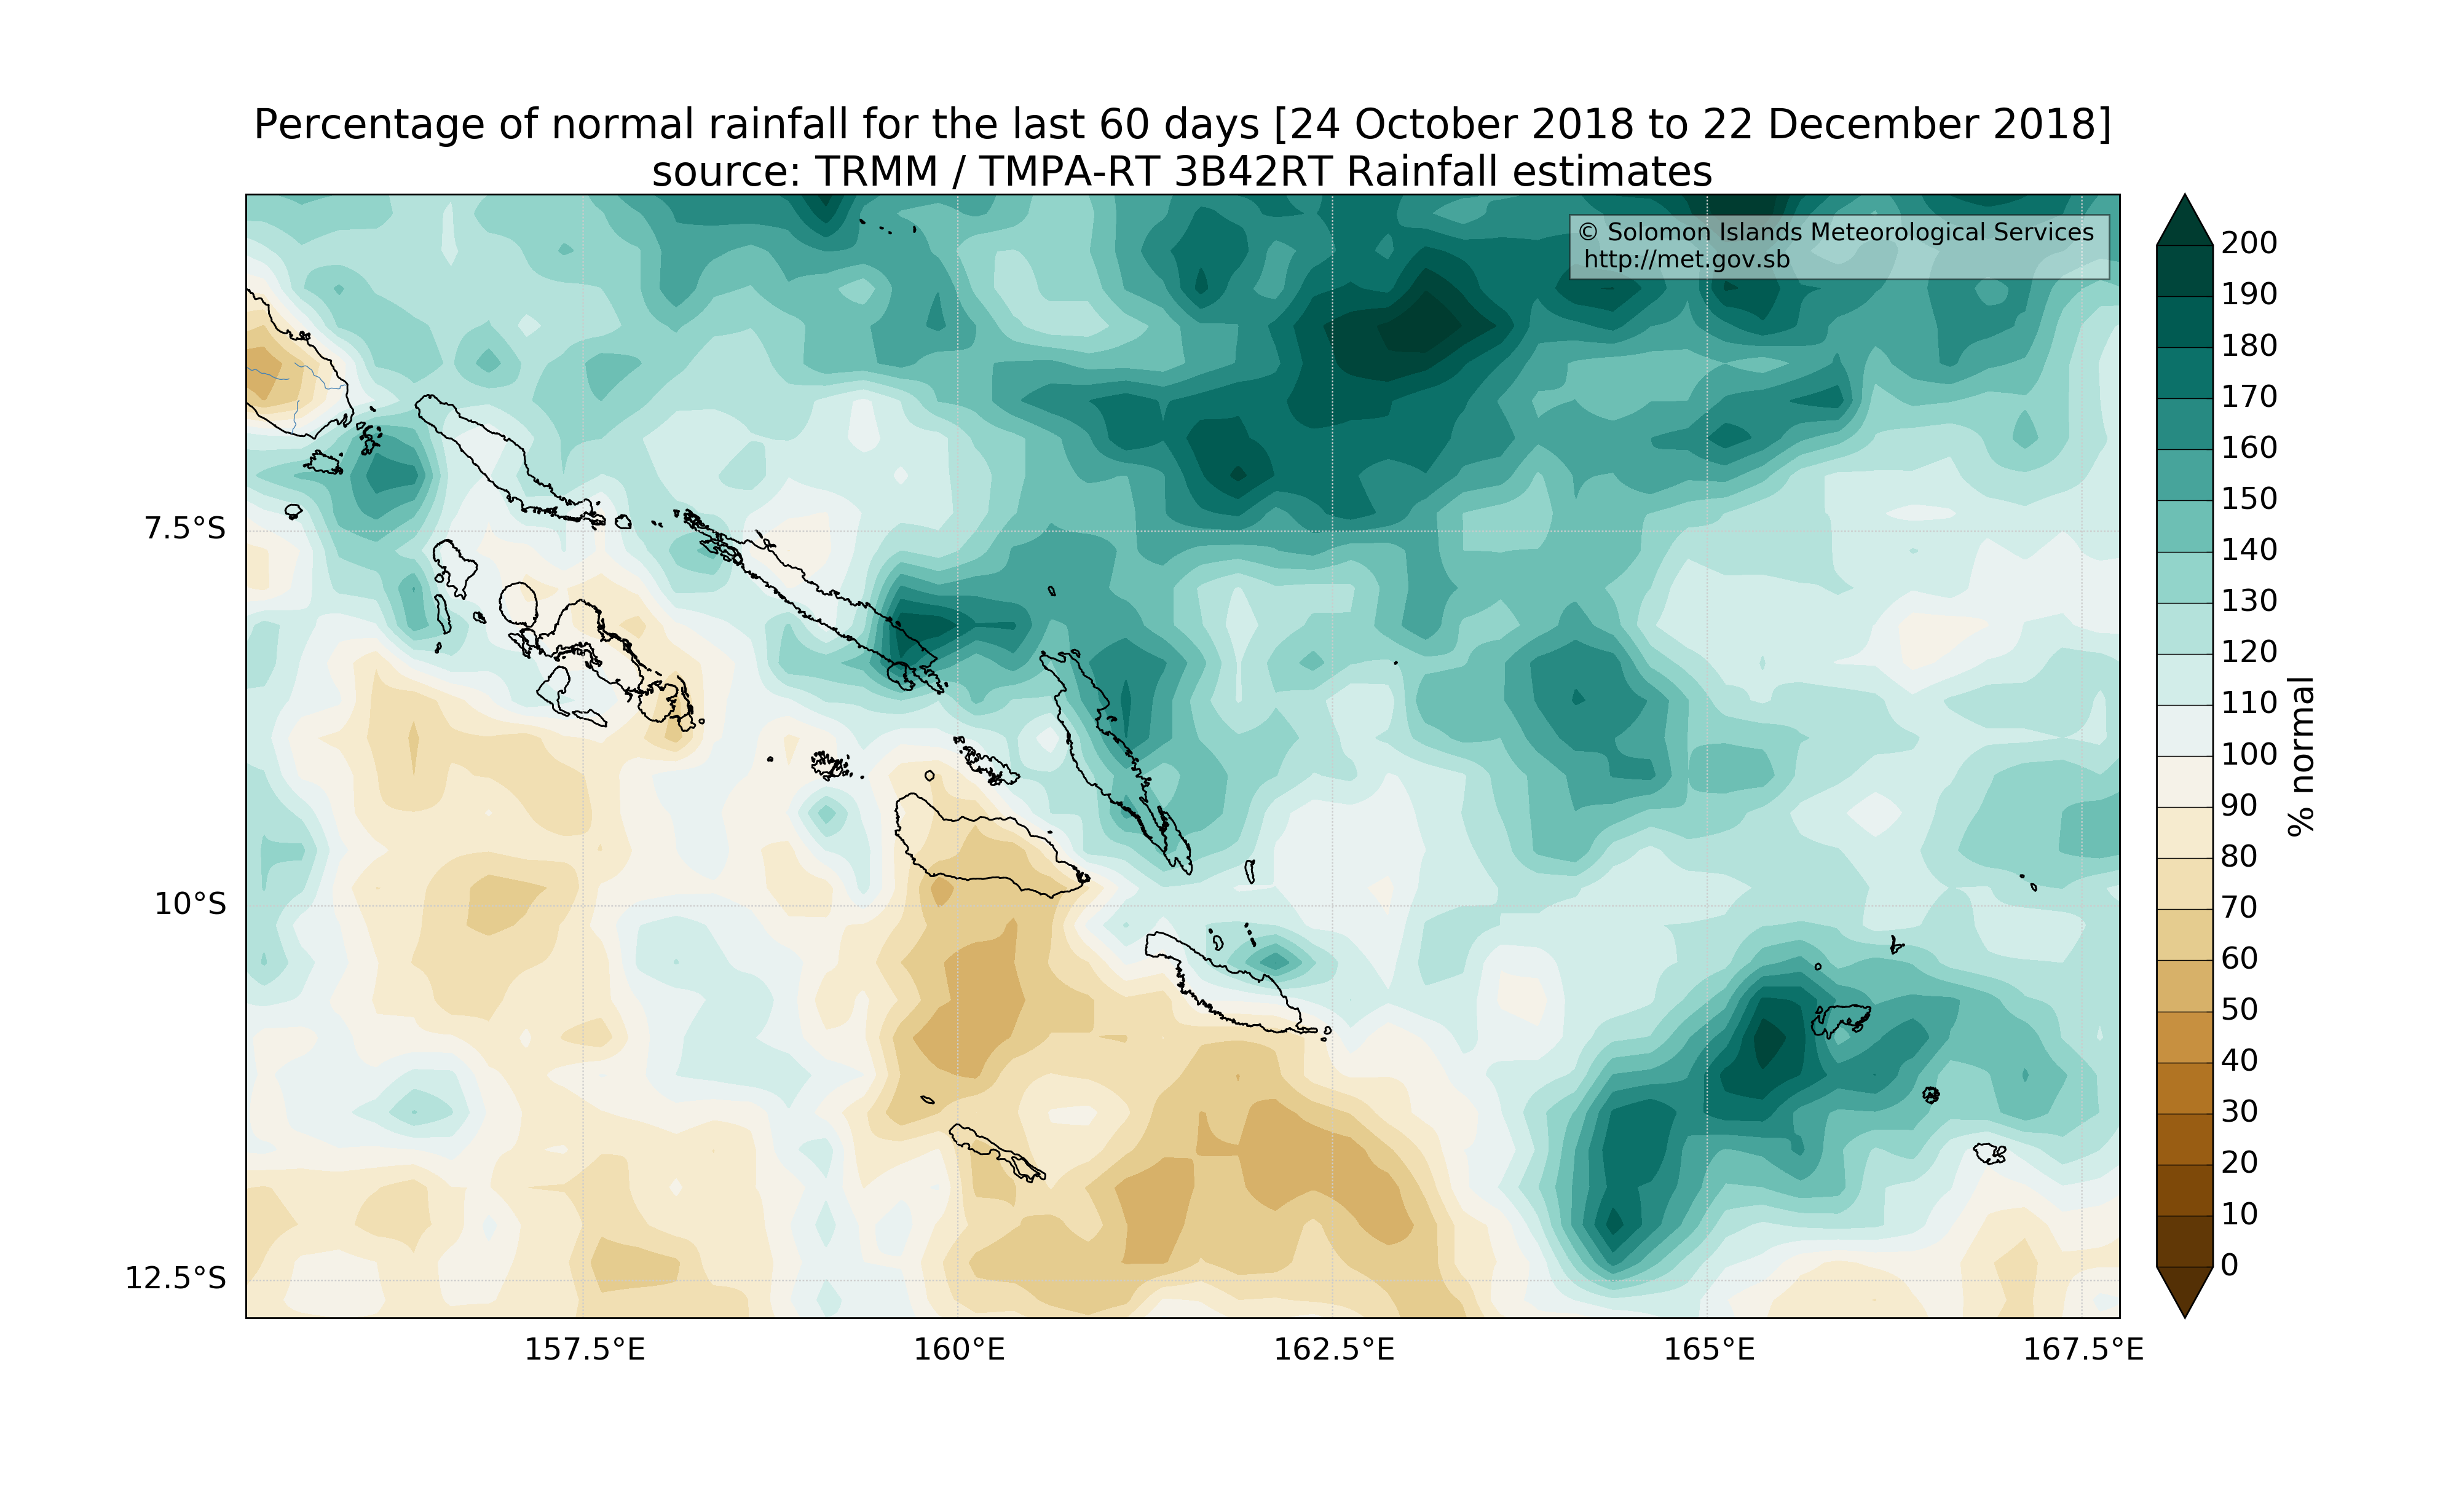 Percentage of normal rainfall for the last 60 days [24 October 2018 to 22 December 2018]
source: TRMM / TMPA-RT 3B42RT Rainfall estimates
© Solomon Islands Meteorological Services
http://met.gov.sb
7.5°S
10°S
12.5°S
157.5°E
160°E
162.5°E
165°E
167.5°E
200
190
180
170
160
150
140
130
120
110
100
90
80
70
60
50
40
30
20
10
0
% normal